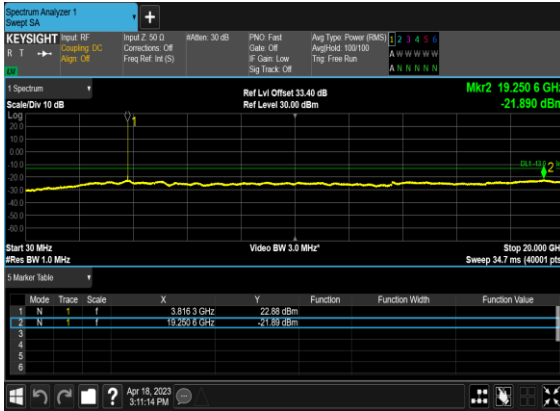 Spectrum Analyzer 1
Swept SA
+
KEYSIGHT Input: RF Input Z: 50 Ω #Atten: 30 dB PNO: Fast Avg Type: Power (RMS) 1 2 3 4 5 6
R T Coupling: DC Corrections: Off Gate: Off Avg|Hold: 100/100 A W W W W W
Align: Off Freq Ref: Int (S) IF Gain: Low Trig: Free Run
LV Sig Track: Off A N N N N N
1 Spectrum Ref Lvl Offset 33.40 dB Mkr2 19.250 6 GHz
Scale/Div 10 dB Ref Level 30.00 dBm -21.890 dBm
Log
1
20.0
10.0
0.00
-10.0
DL1 -13.0
2
-20.0
-30.0
-40.0
-50.0
-60.0
Start 30 MHz Video BW 3.0 MHz* Stop 20.000 GHz
#Res BW 1.0 MHz Sweep 34.7 ms (40001 pts)
5 Marker Table
Mode Trace Scale X Y Function Function Width Function Value
1 N 1 f 3.816 3 GHz 22.88 dBm
2 N 1 f 19.250 6 GHz -21.89 dBm
3
4
5
6
? Apr 18, 2023
3:11:14 PM